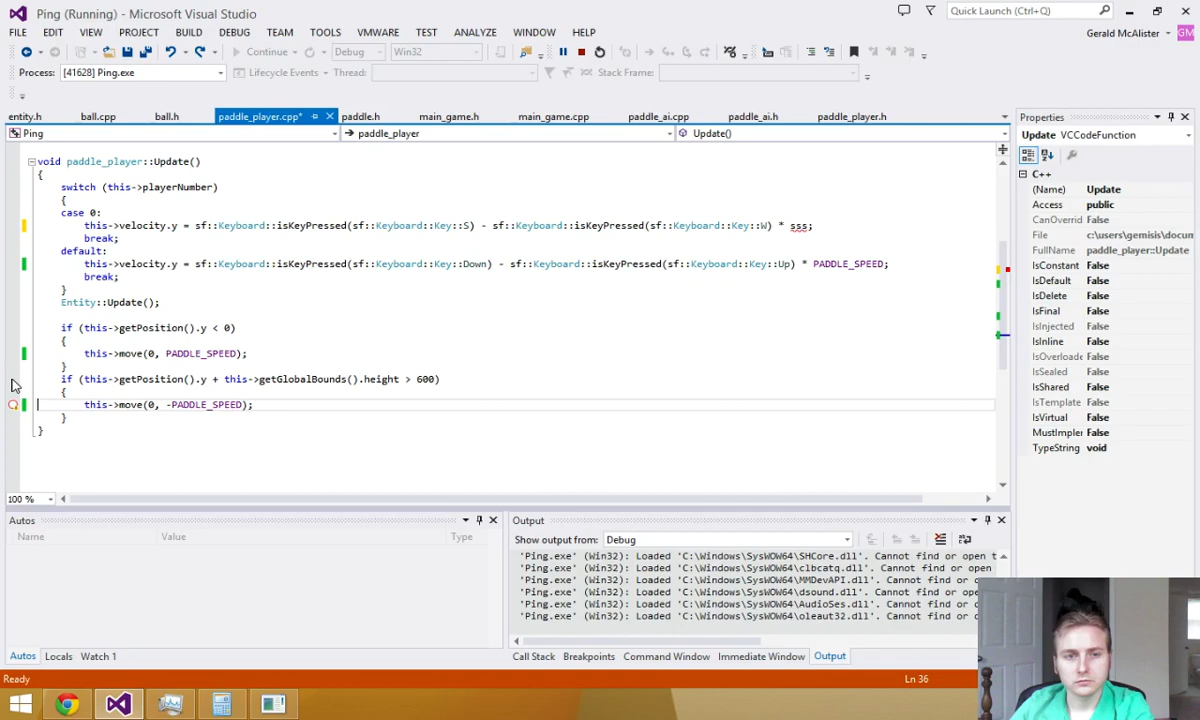 Ping (Running) - Microsoft Visual Studio
Quick Launch (Ctrl+Q)
FILE EDIT VIEW PROJECT BUILD DEBUG TEAM TOOLS VMWARE TEST ANALYZE WINDOW HELP
Gerald McAlister GM
Continue Debug Win32
Process: [41628] Ping.exe Lifecycle Events Thread: Stack Frame:
entity.h ball.cpp ball.h paddle_player.cpp* paddle.h main_game.h main_game.cpp paddle_ai.cpp paddle_ai.h paddle_player.h
Ping paddle_player Update()
void paddle_player::Update()
{
switch (this->playerNumber)
{
case 0:
this->velocity.y = sf::Keyboard::isKeyPressed(sf::Keyboard::Key::S) - sf::Keyboard::isKeyPressed(sf::Keyboard::Key::W) * sss;
break;
default:
this->velocity.y = sf::Keyboard::isKeyPressed(sf::Keyboard::Key::Down) - sf::Keyboard::isKeyPressed(sf::Keyboard::Key::Up) * PADDLE_SPEED;
break;
}
Entity::Update();
if (this->getPosition().y < 0)
{
this->move(0, PADDLE_SPEED);
}
if (this->getPosition().y + this->getGlobalBounds().height > 600)
{
this->move(0, -PADDLE_SPEED);
}
}
100 %
Properties
Update VCCodeFunction
C++
(Name) Update
Access public
CanOverrid False
File c:\users\gemisis\docum
FullName paddle_player::Update
IsConstant False
IsDefault False
IsDelete False
IsFinal False
IsInjected False
IsInline False
IsOverloade False
IsSealed False
IsShared False
IsTemplate False
IsVirtual False
MustImplem False
TypeString void
Autos
Name Value Type
Autos Locals Watch 1
Output
Show output from: Debug
'Ping.exe' (Win32): Loaded 'C:\Windows\SysWOW64\SHCore.dll'. Cannot find or open t
'Ping.exe' (Win32): Loaded 'C:\Windows\SysWOW64\clbcatq.dll'. Cannot find or open
'Ping.exe' (Win32): Loaded 'C:\Windows\SysWOW64\MMDevAPI.dll'. Cannot find or open
'Ping.exe' (Win32): Loaded 'C:\Windows\SysWOW64\dsound.dll'. Cannot find or ope
'Ping.exe' (Win32): Loaded 'C:\Windows\SysWOW64\AudioSes.dll'. Cannot find or o
'Ping.exe' (Win32): Loaded 'C:\Windows\SysWOW64\oleaut32.dll'. Cannot find or o
Call Stack Breakpoints Command Window Immediate Window Output
Ready Ln 36